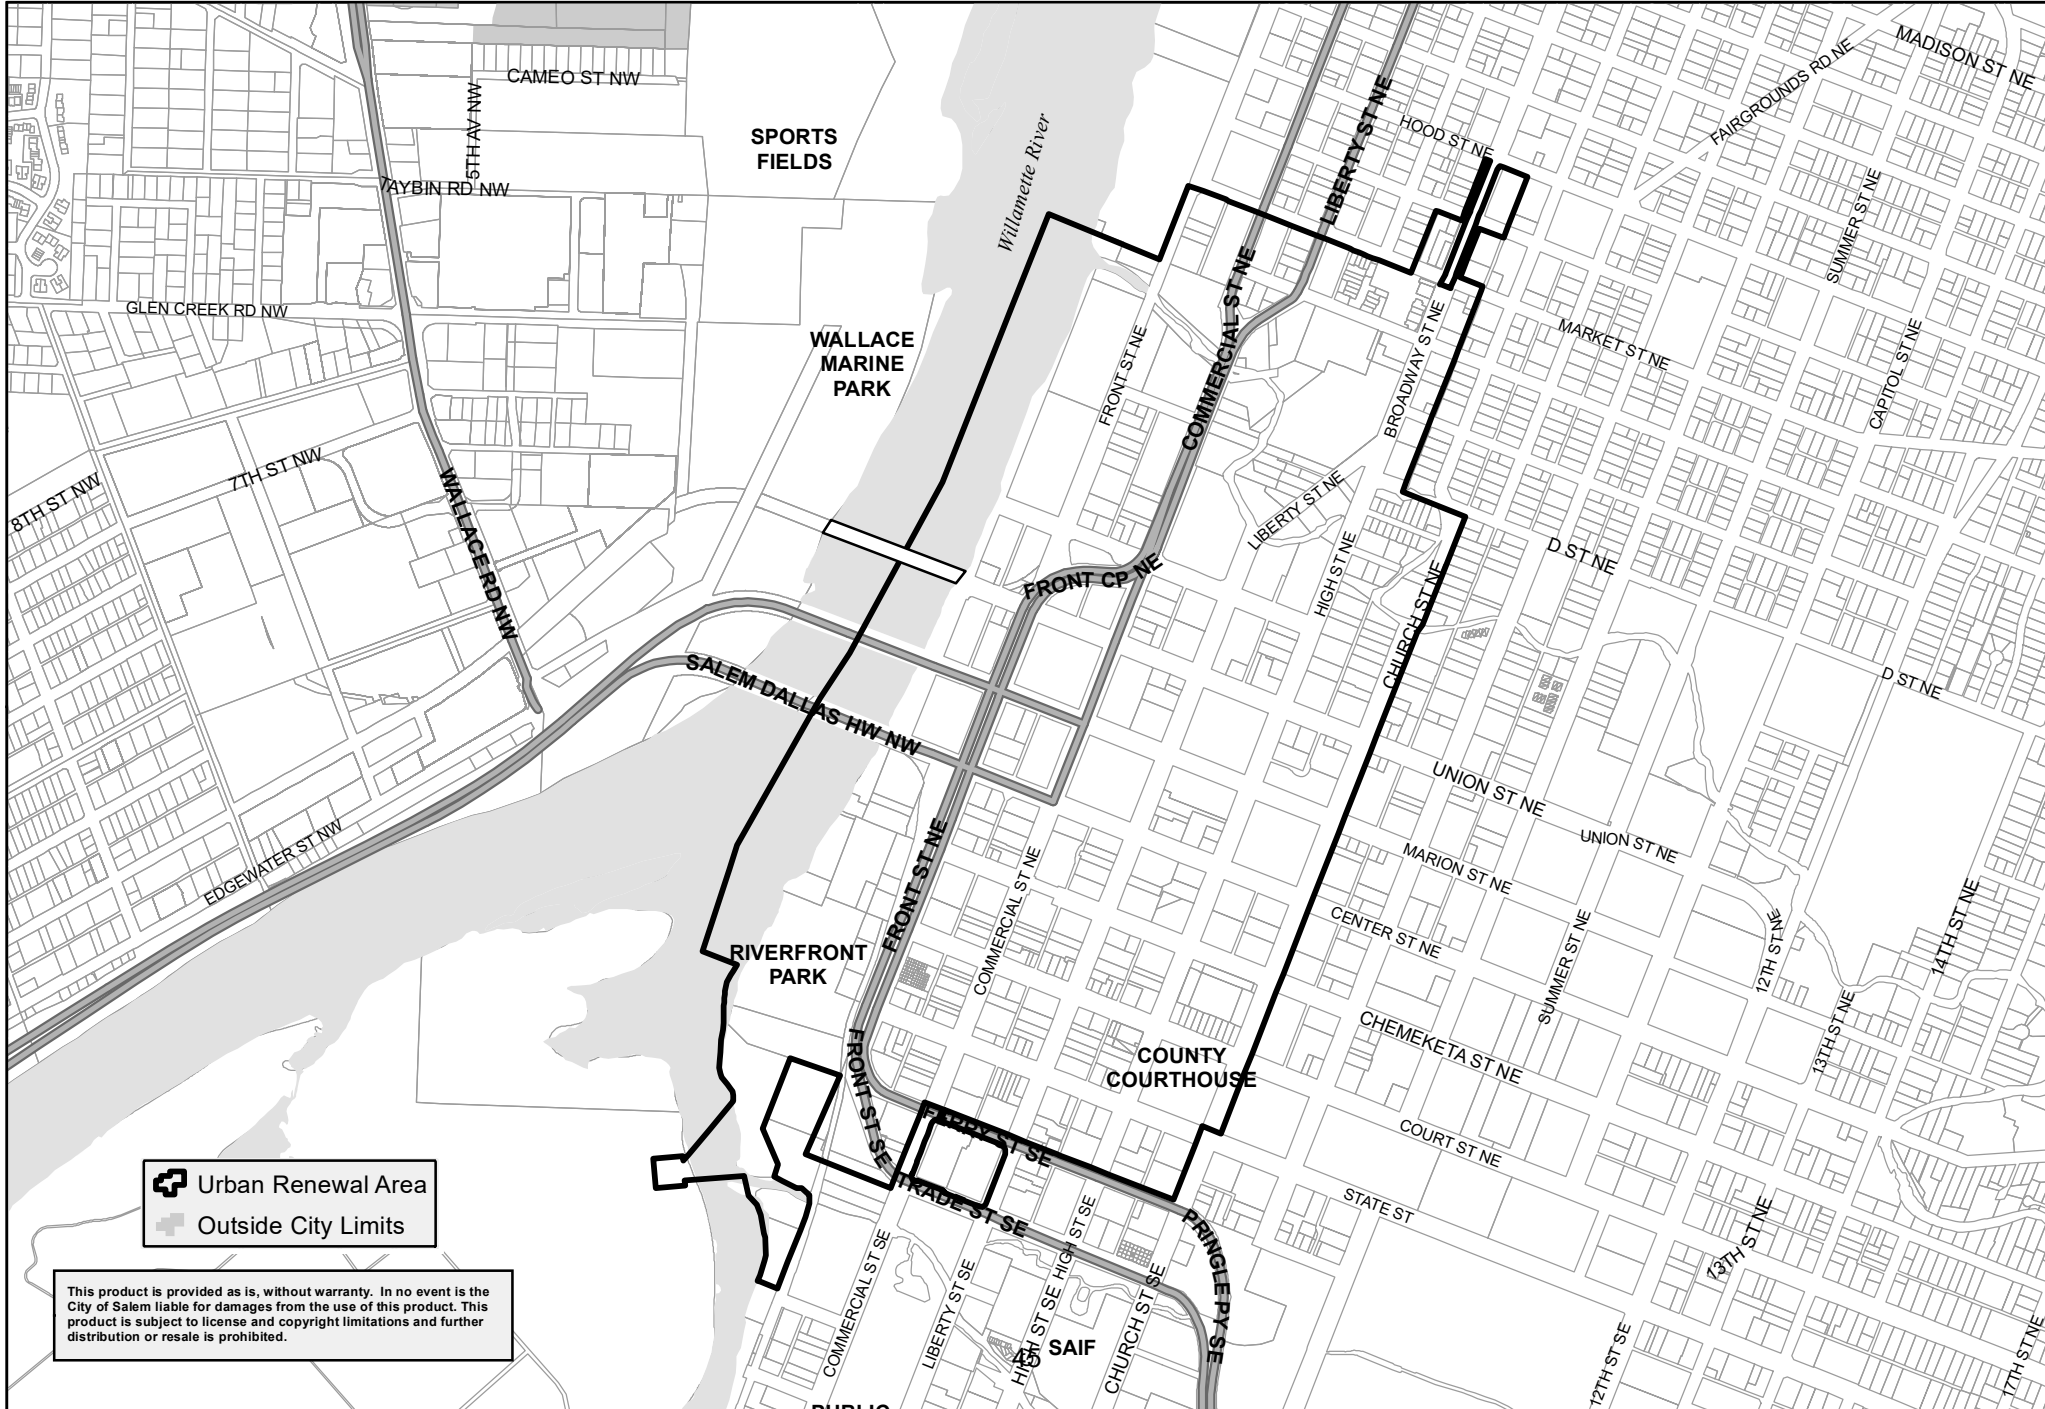 MADISON ST NE
FAIRGROUNDS RD NE
CAMEO ST NW
5TH AV NW
SPORTS
FIELDS
Willamette River
LIBERTY ST NE
HOOD ST NE
TAYBIN RD NW
SUMMER ST NE
GLEN CREEK RD NW
WALLACE
MARINE
PARK
COMMERCIAL ST NE
FRONT ST NE
BROADWAY ST NE
MARKET ST NE
CAPITOL ST NE
7TH ST NW
8TH ST NW
WALLACE RD NW
LIBERTY ST NE
HIGH ST NE
D ST NE
FRONT CP NE
CHURCH ST NE
D ST NE
SALEM DALLAS HW NW
UNION ST NE
UNION ST NE
EDGEWATER ST NW
FRONT ST NE
COMMERCIAL ST NE
MARION ST NE
CENTER ST NE
SUMMER ST NE
12TH ST NE
14TH ST NE
RIVERFRONT
PARK
CHEMEKETA ST NE
13TH ST NE
COUNTY
COURTHOUSE
FRONT ST SE
FERRY ST SE
COURT ST NE
TRADE ST SE
STATE ST
PRINGLE PY SE
13TH ST NE
Urban Renewal Area
Outside City Limits
COMMERCIAL ST SE
LIBERTY ST SE
HIGH ST SE
HIGH ST SE
CHURCH ST SE
This product is provided as is, without warranty. In no event is the
City of Salem liable for damages from the use of this product. This
product is subject to license and copyright limitations and further
distribution or resale is prohibited.
45
SAIF
12TH ST SE
17TH ST NE
PUBLIC